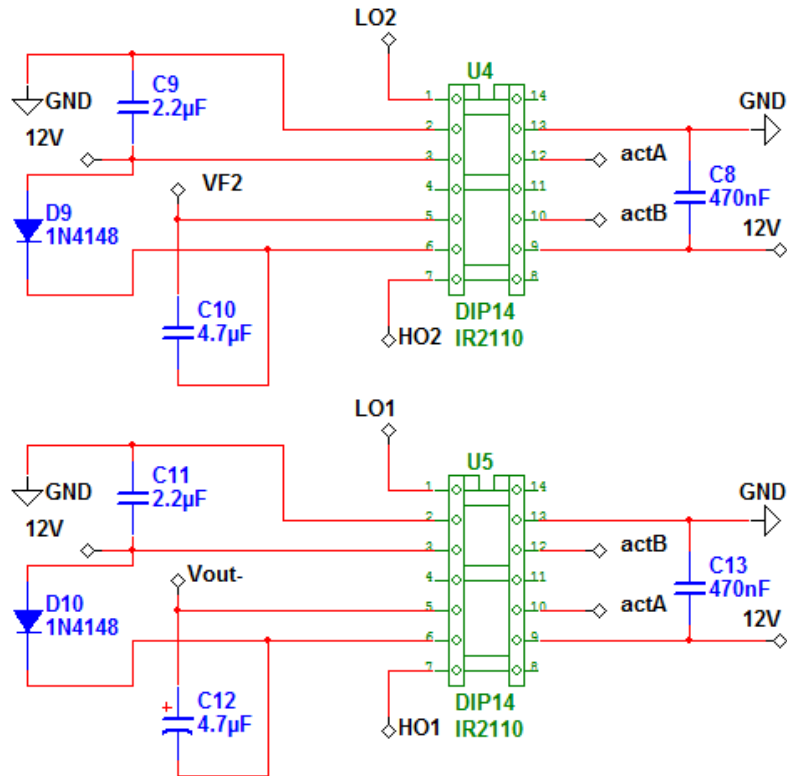 LO2
U4
C9
2.2µF
GND
12V
1
2
3
4
5
6
7
14
13
12
11
10
9
8
GND
actA
C8
470nF
actB
12V
VF2
D9
1N4148
C10
4.7µF
HO2
DIP14
IR2110
LO1
U5
C11
2.2µF
GND
12V
1
2
3
4
5
6
7
14
13
12
11
10
9
8
GND
actB
C13
470nF
actA
12V
Vout-
D10
1N4148
+
C12
4.7µF
HO1
DIP14
IR2110